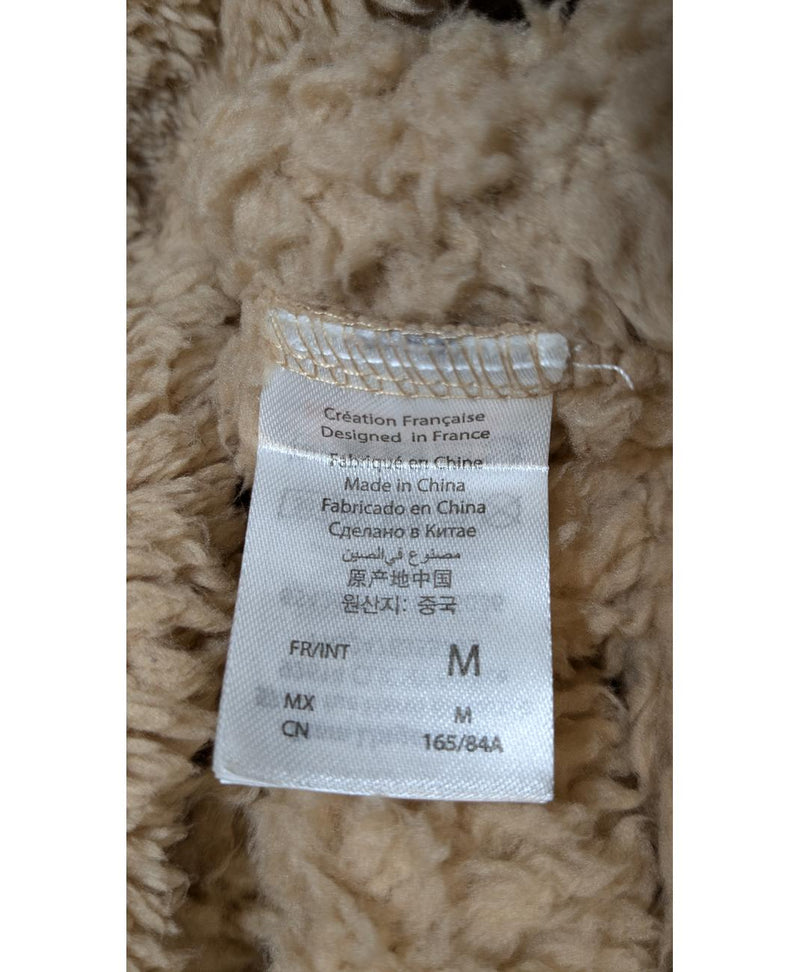 Création Française
Designed in France
Fabriqué en Chine
Made in China
Fabricado en China
Сделано в Китае
مصنوع في الصين
原产地中国
원산지: 중국
FR/INT M
MX M
CN 165/84A